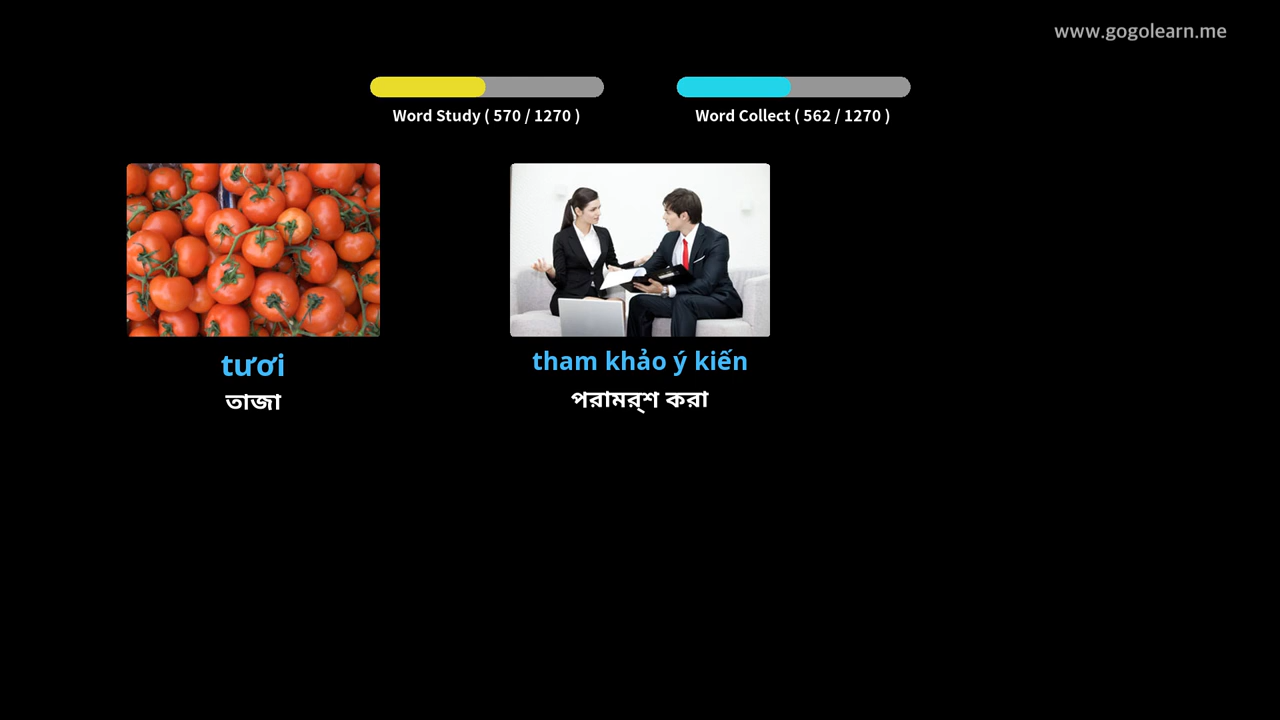 www.gogolearn.me
Word Study ( 570 / 1270 )
Word Collect ( 562 / 1270 )
tươi
তাজা
tham khảo ý kiến
পরামর্শ করা